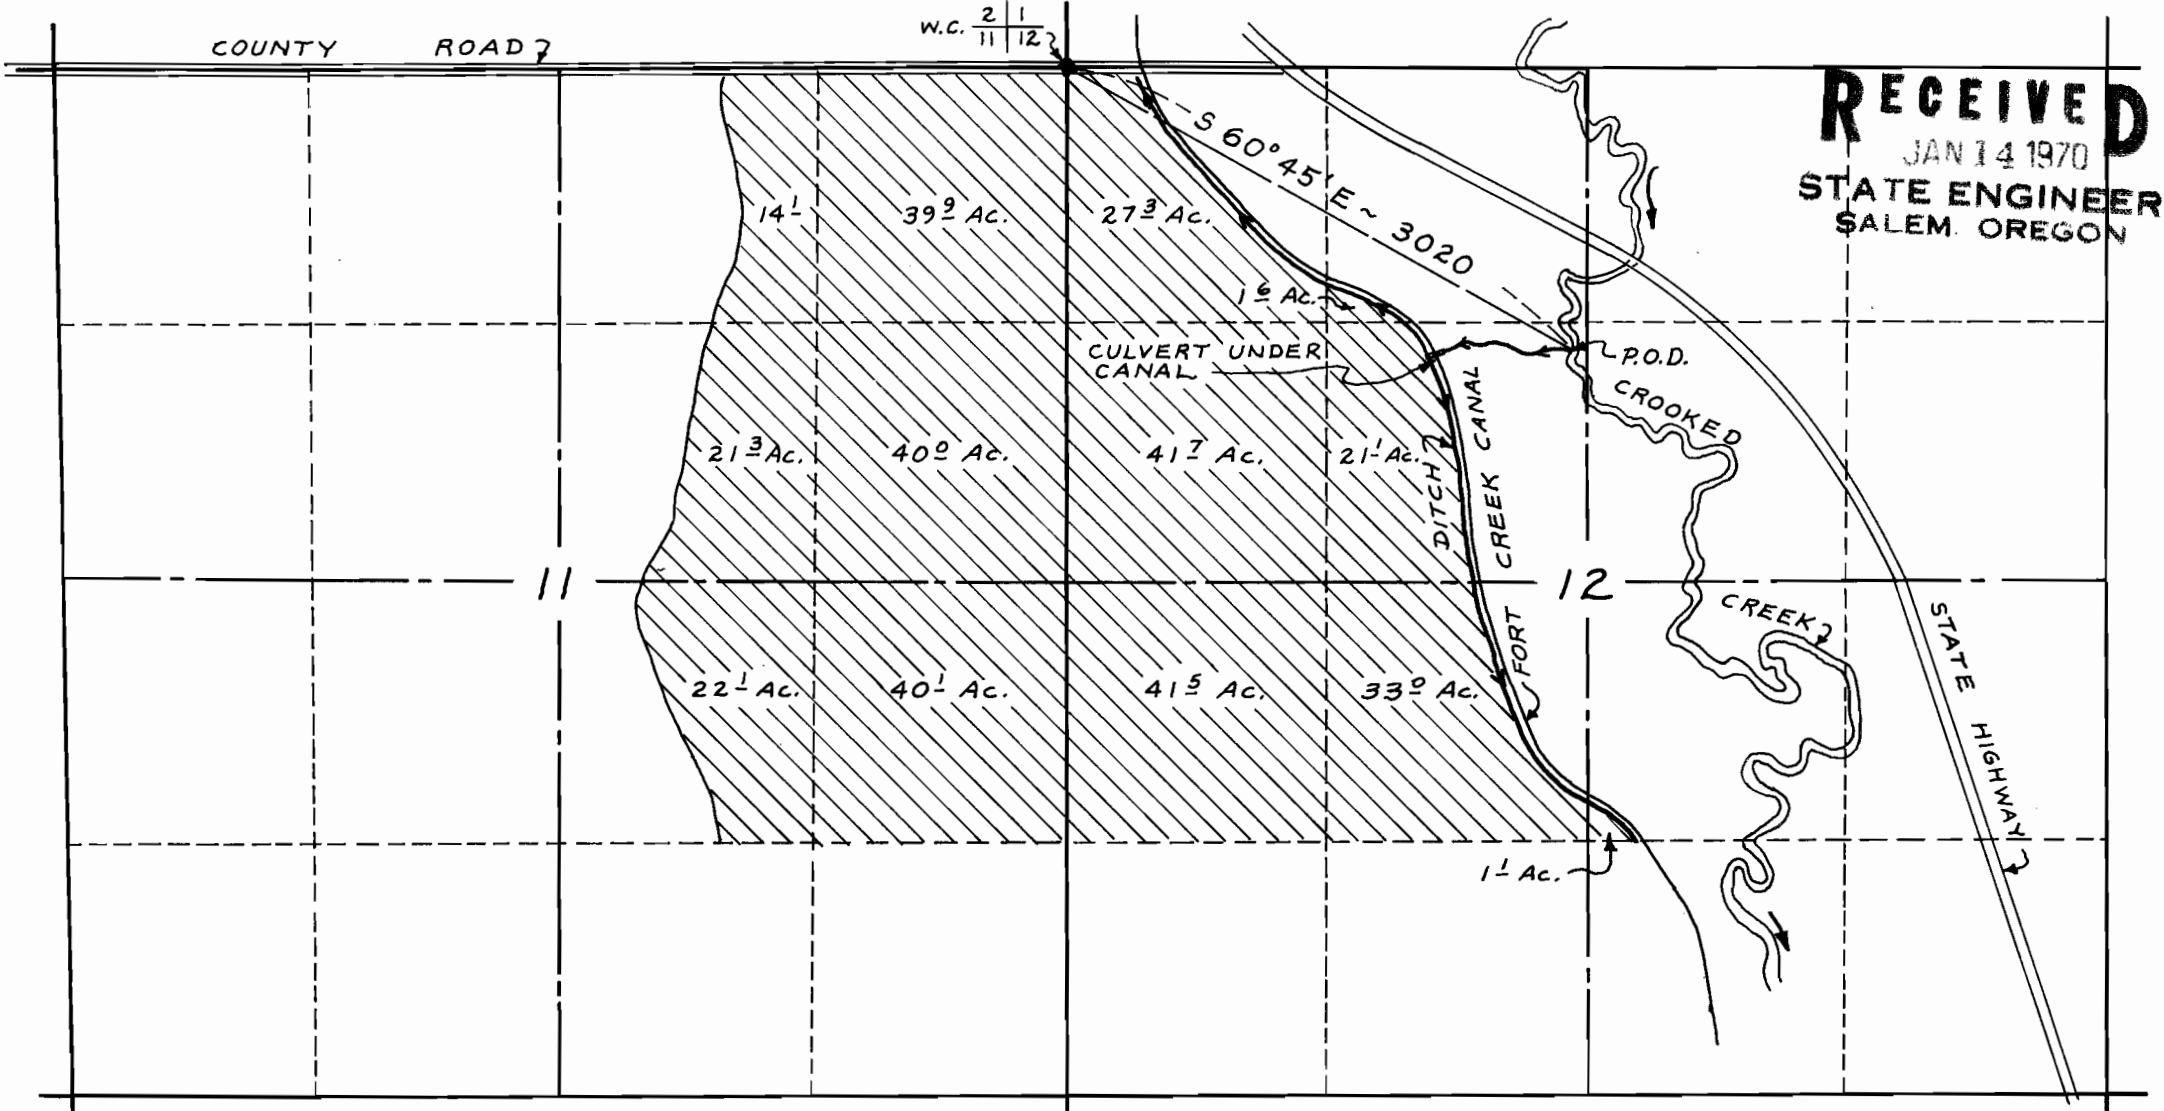 COUNTY ROAD
W.C. 2 | 1
11 | 12
RECEIVED
JAN 14 1970
STATE ENGINEER
SALEM. OREGON
S 60° 45' E ~ 3020
14 1
39 9 Ac.
27 3 Ac.
1 6 Ac.
CULVERT UNDER
CANAL
P.O.D.
CROOKED
CREEK
21 3 Ac.
40 0 Ac.
41 7 Ac.
21 1 Ac.
DITCH
FORT CREEK CANAL
11
12
22 1 Ac.
40 1 Ac.
41 5 Ac.
33 0 Ac.
1 1 Ac.
STATE HIGHWAY